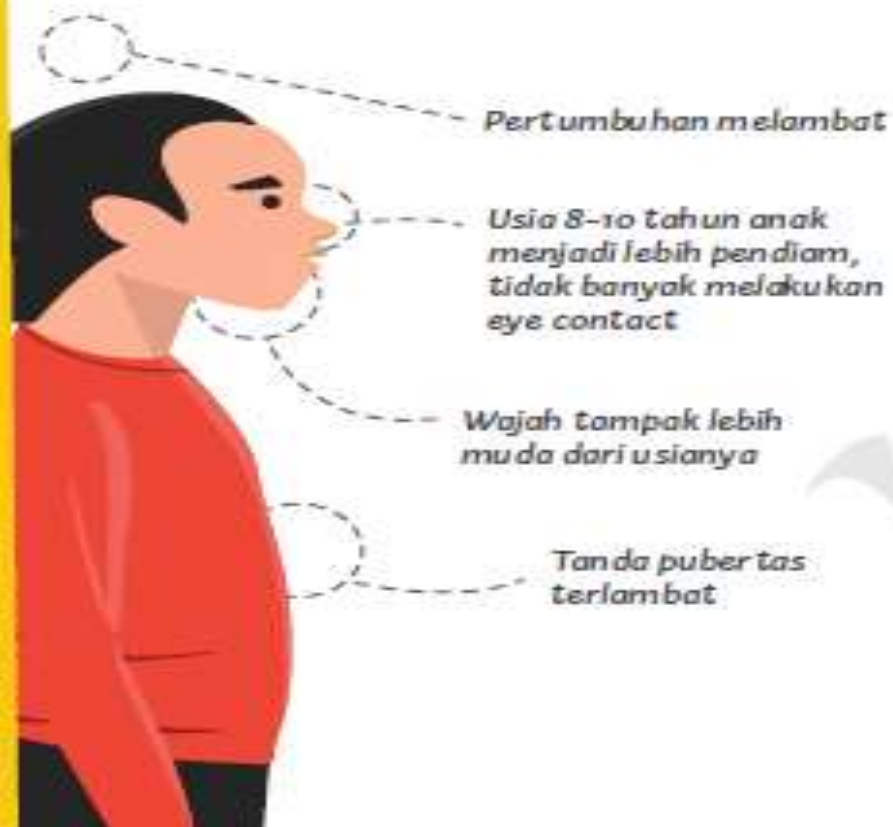 Pertumbuhan melambat
Usia 8-10 tahun anak
menjadi lebih pendiam,
tidak banyak melakukan
eye contact
Wajah tampak lebih
muda dari usianya
Tanda pubertas
terlambat